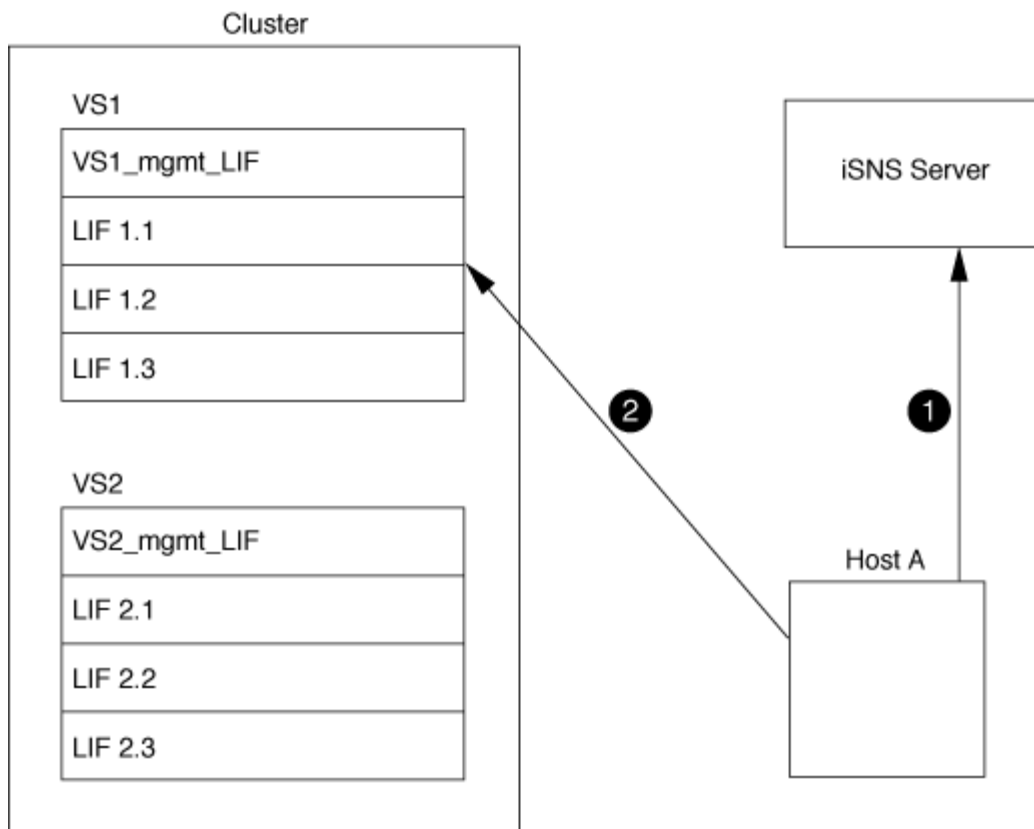 Cluster
VS1
VS1_mgmt_LIF
LIF 1.1
LIF 1.2
LIF 1.3
VS2
VS2_mgmt_LIF
LIF 2.1
LIF 2.2
LIF 2.3
iSNS Server
2
1
Host A